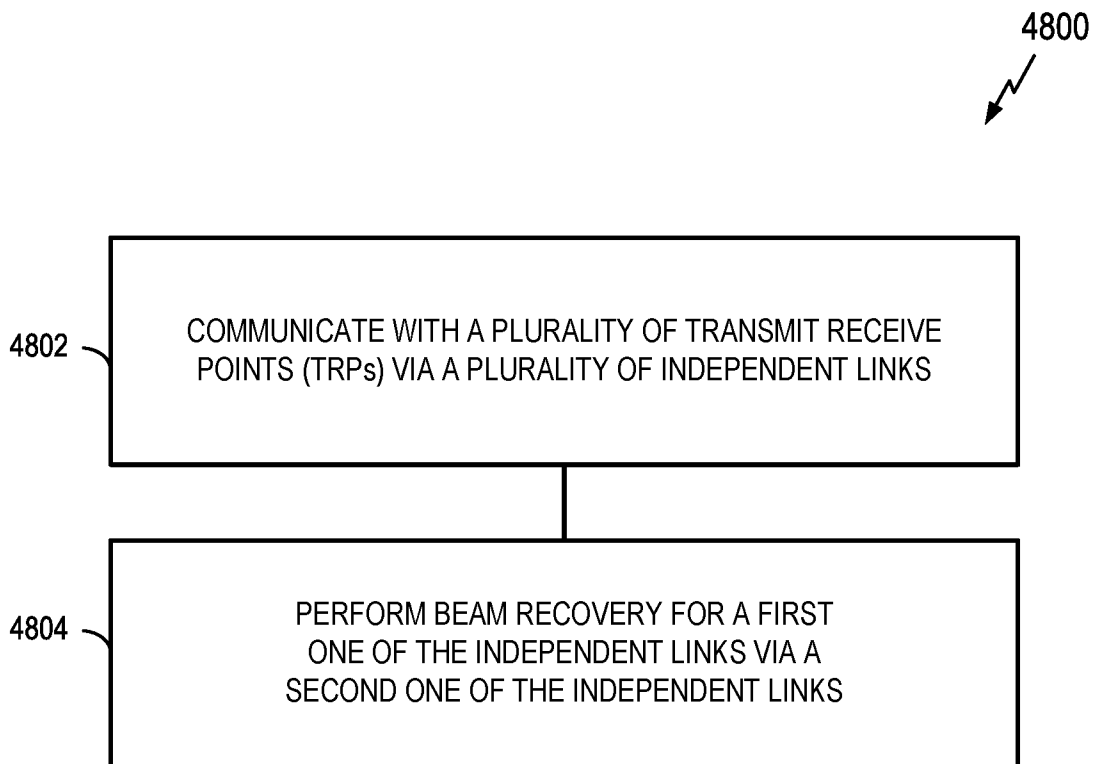 4800
4802
COMMUNICATE WITH A PLURALITY OF TRANSMIT RECEIVE
POINTS (TRPs) VIA A PLURALITY OF INDEPENDENT LINKS
4804
PERFORM BEAM RECOVERY FOR A FIRST
ONE OF THE INDEPENDENT LINKS VIA A
SECOND ONE OF THE INDEPENDENT LINKS